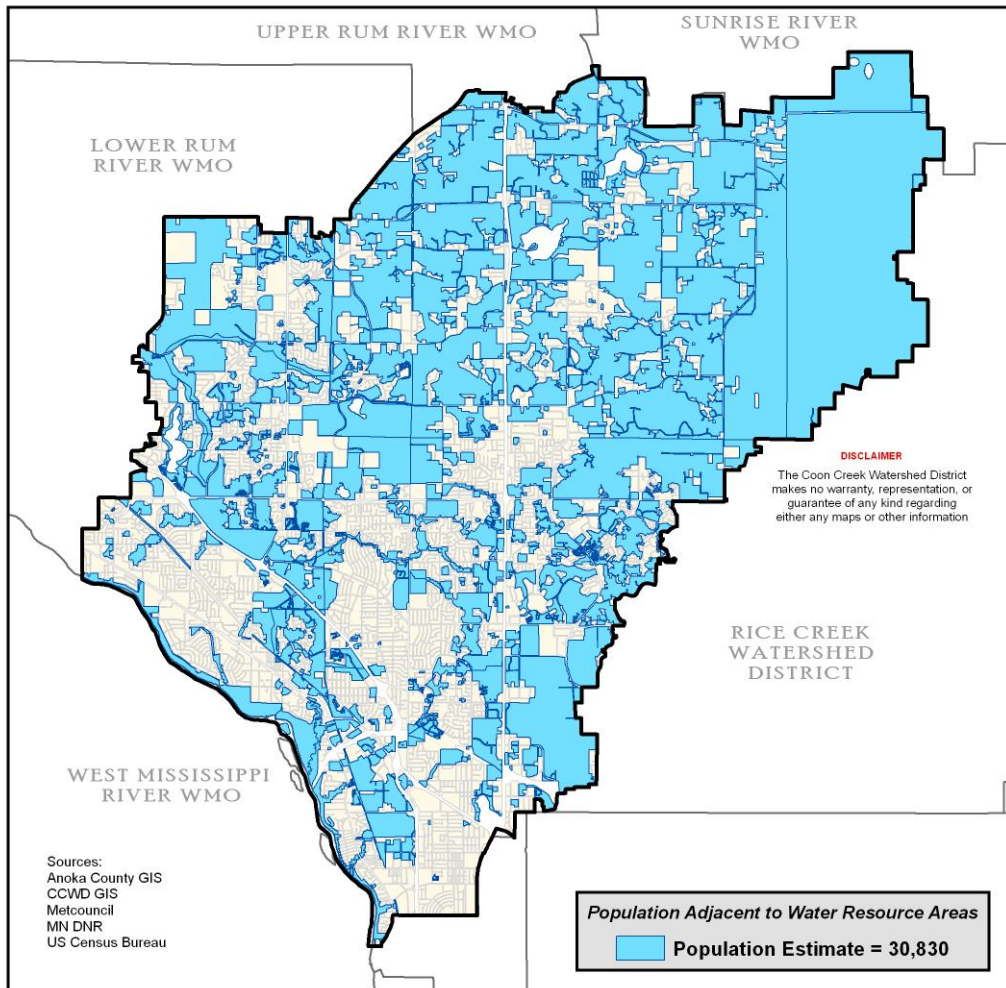 UPPER RUM RIVER WMO
SUNRISE RIVER
WMO
LOWER RUM
RIVER WMO
DISCLAIMER
The Coon Creek Watershed District
makes no warranty, representation, or
guarantee of any kind regarding
either any maps or other information
RICE CREEK
WATERSHED
DISTRICT
WEST MISSISSIPPI
RIVER WMO
Sources:
Anoka County GIS
CCWD GIS
Metcouncil
MN DNR
US Census Bureau
Population Adjacent to Water Resource Areas
Population Estimate = 30,830